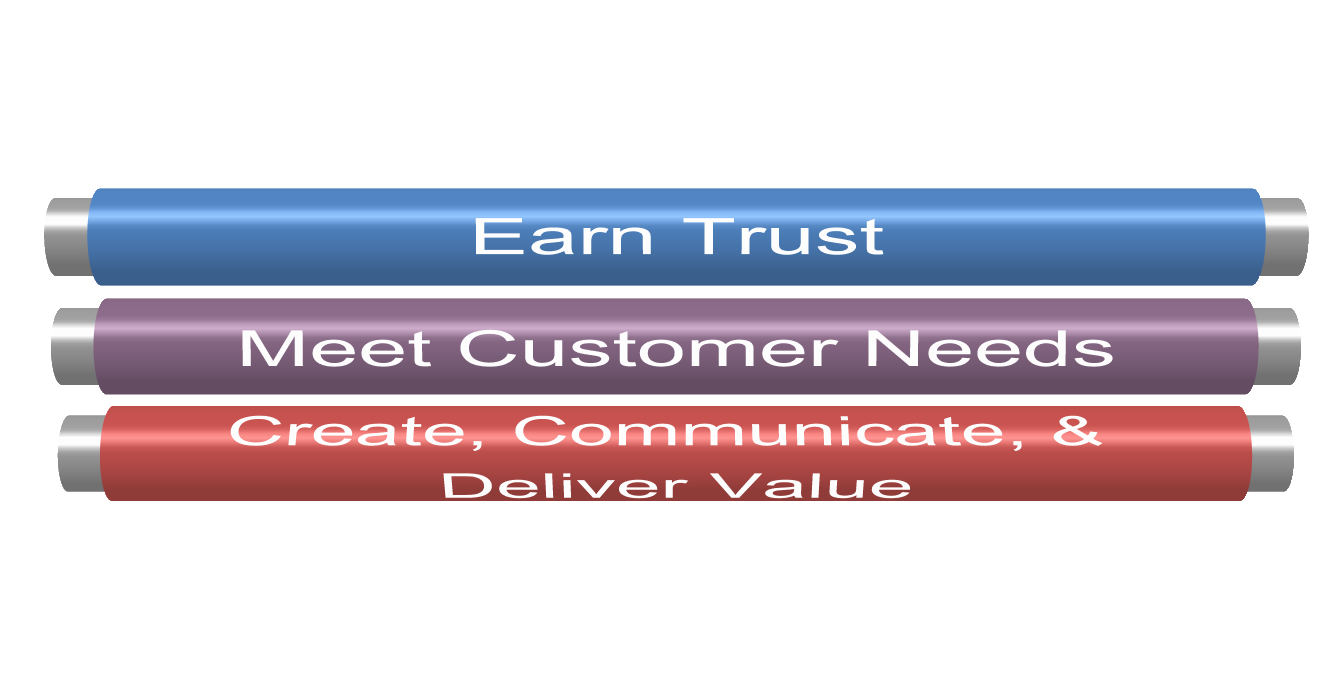 Earn Trust
Meet Customer Needs
Create, Communicate, &
Deliver Value